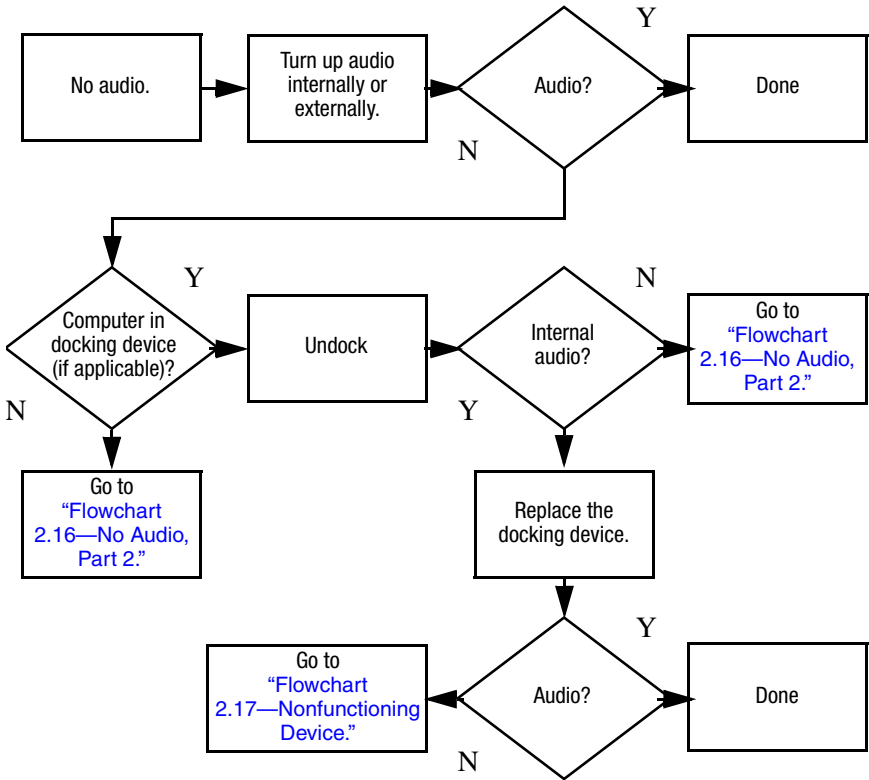 Y
No audio.
Turn up audio
internally or
externally.
Audio?
Done
N
Y
N
Computer in
docking device
(if applicable)?
Undock
Internal
audio?
Go to
“Flowchart
2.16—No Audio,
Part 2.”
N
Y
Go to
“Flowchart
2.16—No Audio,
Part 2.”
Replace the
docking device.
Y
Go to
“Flowchart
2.17—Nonfunctioning
Device.”
Audio?
Done
N